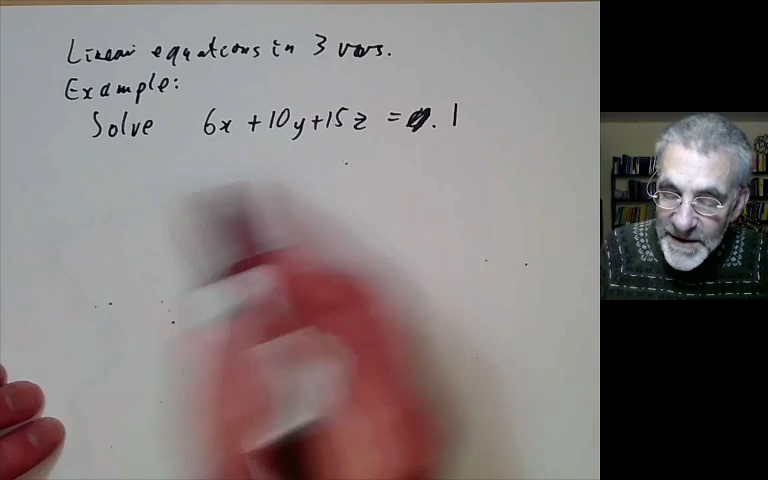 Linear equations in 3 vars.
Example:
Solve 6x + 10y + 15z = . 1